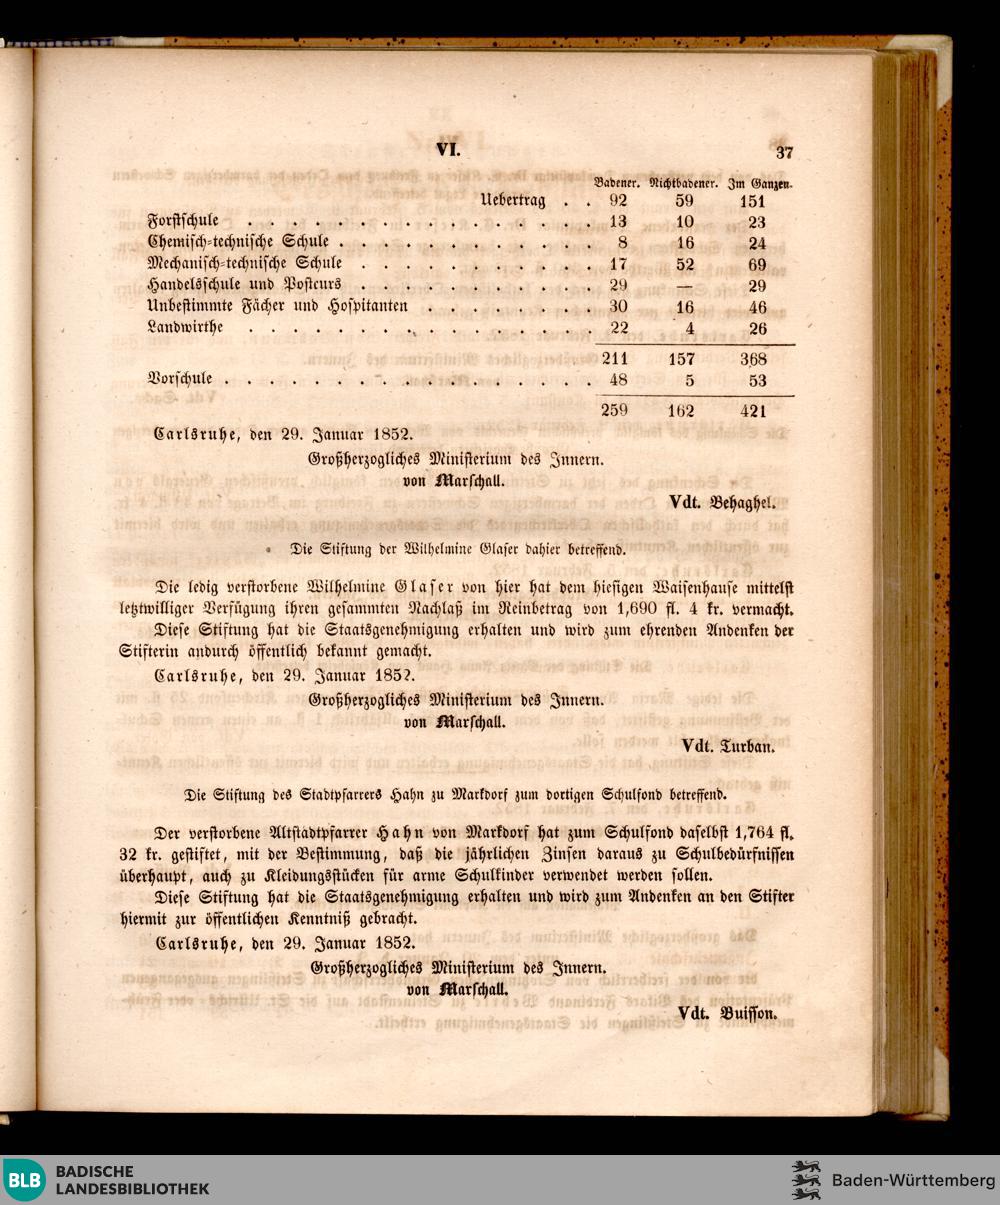 VI. 37
Badener. Nichtbadener. Im Ganzen.
Uebertrag . . 92 59 151
Forstschule . . . . . . . . . . . . . . . . 13 10 23
Chemisch-technische Schule . . . . . . . . . . . 8 16 24
Mechanisch-technische Schule . . . . . . . . . . . 17 52 69
Handelsschule und Posteurs . . . . . . . . . . . 29 — 29
Unbestimmte Fächer und Hospitanten . . . . . . . . 30 16 46
Landwirthe . . . . . . . . . . . . . . . . 22 4 26
211 157 368
Vorschule . . . . . . . . . . . . . . . . . 48 5 53
259 162 421
Carlsruhe, den 29. Januar 1852.
Großherzogliches Ministerium des Innern.
von Marschall.
Vdt. Behaghel.
Die Stiftung der Wilhelmine Glaser dahier betreffend.
Die ledig verstorbene Wilhelmine Glaser von hier hat dem hiesigen Waisenhause mittelst
letztwilliger Verfügung ihren gesammten Nachlaß im Reinbetrag von 1,690 fl. 4 kr. vermacht.
Diese Stiftung hat die Staatsgenehmigung erhalten und wird zum ehrenden Andenken der
Stifterin andurch öffentlich bekannt gemacht.
Carlsruhe, den 29. Januar 1852.
Großherzogliches Ministerium des Innern.
von Marschall.
Vdt. Turban.
Die Stiftung des Stadtpfarrers Hahn zu Markdorf zum dortigen Schulfond betreffend.
Der verstorbene Altstadtpfarrer Hahn von Markdorf hat zum Schulfond daselbst 1,764 fl.
32 kr. gestiftet, mit der Bestimmung, daß die jährlichen Zinsen daraus zu Schulbedürfnissen
überhaupt, auch zu Kleidungsstücken für arme Schulkinder verwendet werden sollen.
Diese Stiftung hat die Staatsgenehmigung erhalten und wird zum Andenken an den Stifter
hiermit zur öffentlichen Kenntniß gebracht.
Carlsruhe, den 29. Januar 1852.
Großherzogliches Ministerium des Innern.
von Marschall.
Vdt. Buisson.
BLB BADISCHE
LANDESBIBLIOTHEK
Baden-Württemberg